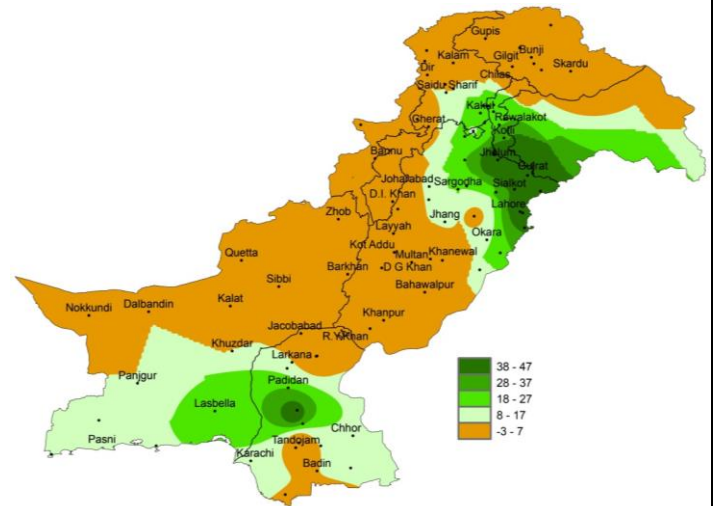 Gupis
Bunji
Gilgit
Kalam
Skardu
Dir
Chilas
Saidu Sharif
Kakul
Rawalakot
Cherat
Kotli
Bannu
Jhelum
Gujrat
Joharabad
Sargodha
Sialkot
D.I. Khan
Lahore
Zhob
Jhang
Layyah
Okara
Kot Addu
Quetta
Multan
Khanewal
Barkhan
D G Khan
Sibbi
Bahawalpur
Nokkundi
Dalbandin
Kalat
Khanpur
Jacobabad
R.Y.Khan
Khuzdar
Larkana
Panjgur
Padidan
Lasbella
Chhor
Pasni
Tandojam
Karachi
Badin
38 - 47
28 - 37
18 - 27
8 - 17
-3 - 7